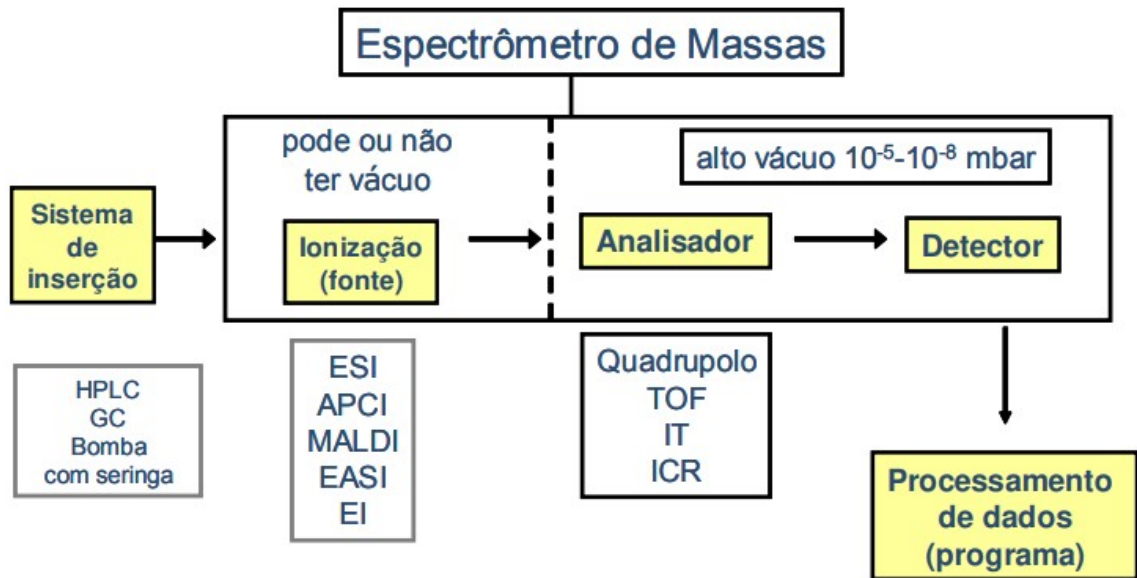 Espectrômetro de Massas
pode ou não
ter vácuo
alto vácuo 10⁻⁵-10⁻⁸ mbar
Sistema
de
inserção
Ionização
(fonte)
Analisador
Detector
HPLC
GC
Bomba
com seringa
ESI
APCI
MALDI
EASI
EI
Quadrupolo
TOF
IT
ICR
Processamento
de dados
(programa)